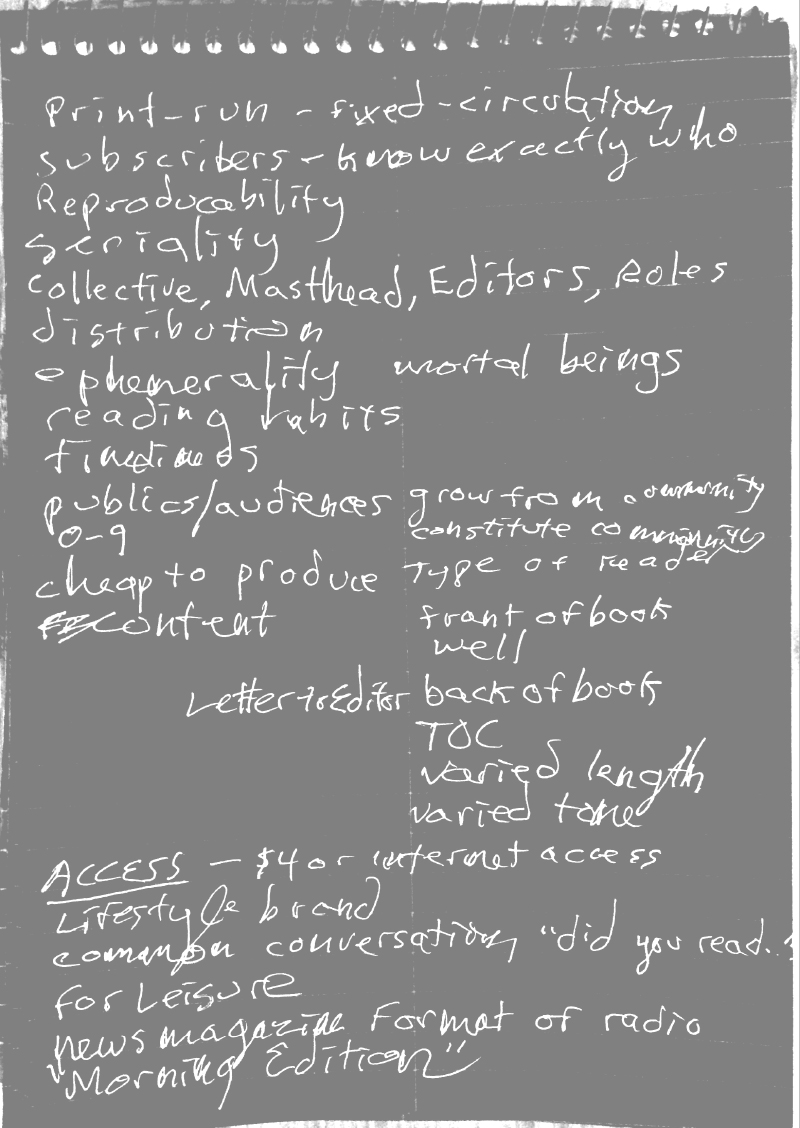 Print-run - fixed-circulation
subscribers - know exactly who
Reproducability
seriality
collective, Masthead, Editors, Roles
distribution
ephemerality mortal beings
reading habits
publics/audiences grow from community
0-9 constitute community
cheap to produce Type of reader
content front of book
well
Letter to Editor back of book
TOC
varied length
varied tone
ACCESS - $4 or internet access
Lifestyle brand
common conversation, "did you read..?
for Leisure
news magazine format of radio
"Morning Edition"